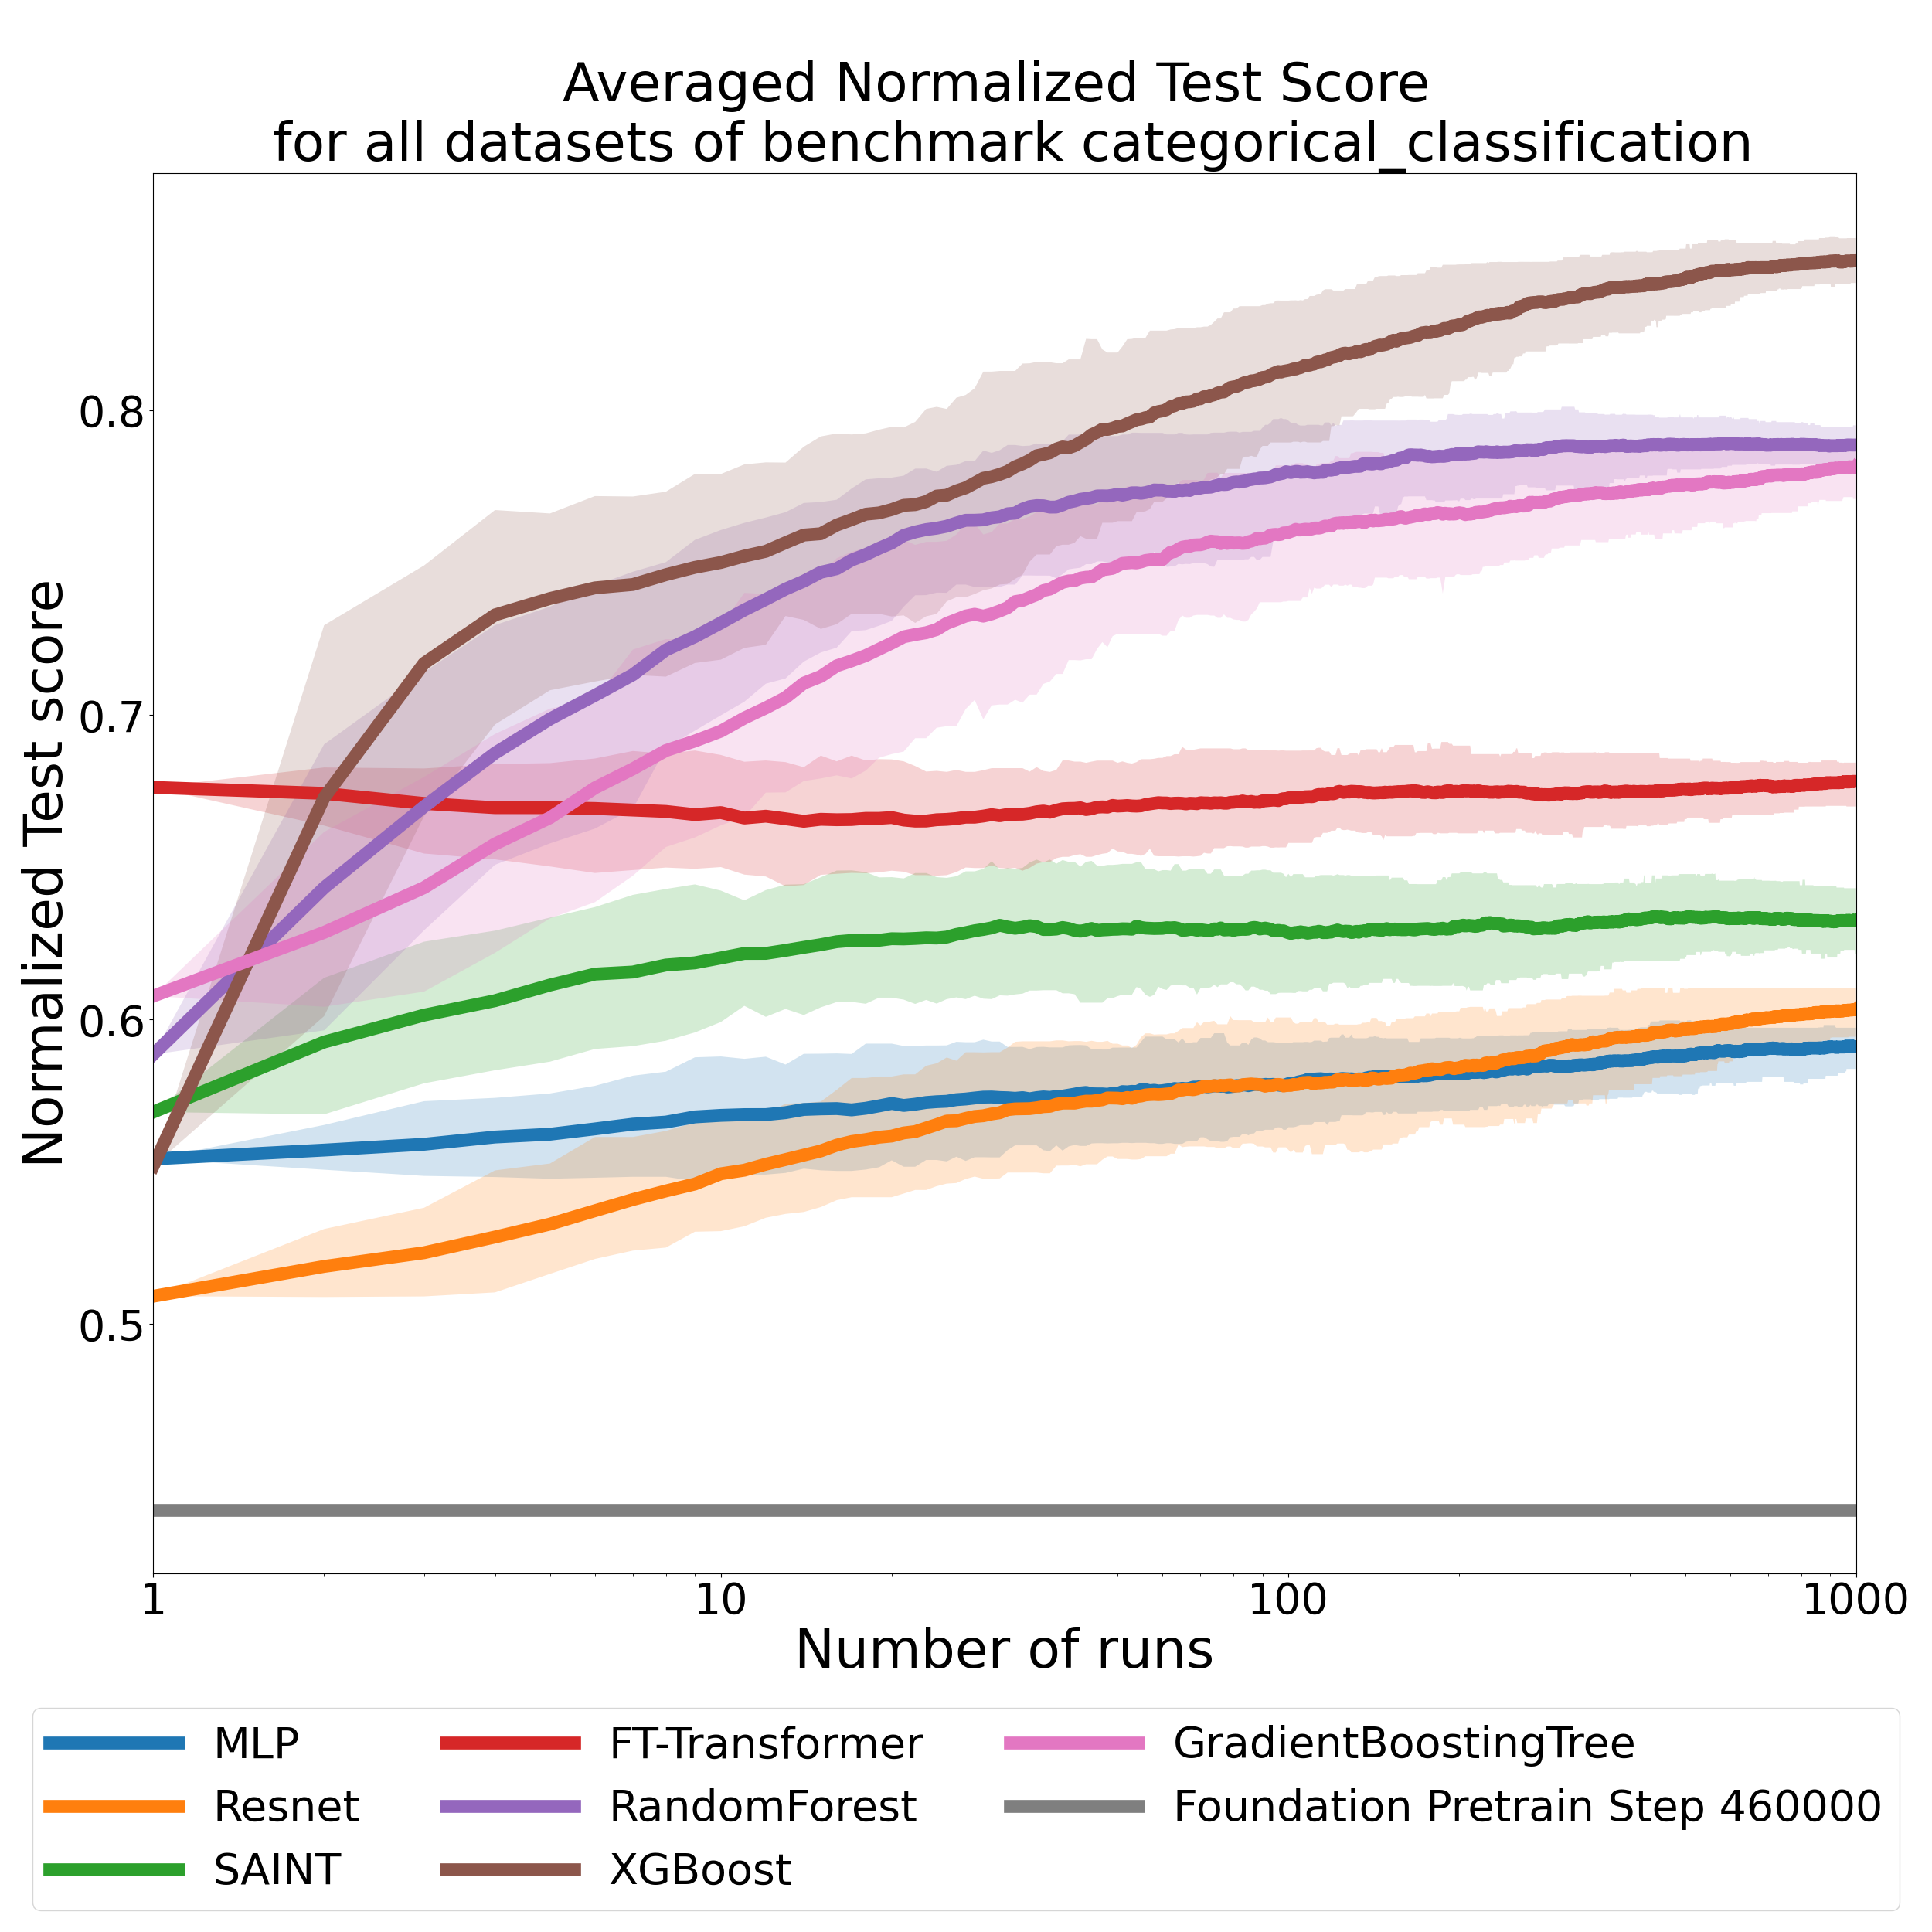 Averaged Normalized Test Score
for all datasets of benchmark categorical_classification
Normalized Test score
0.8
0.7
0.6
0.5
1
10
100
1000
Number of runs
MLP
Resnet
SAINT
FT-Transformer
RandomForest
XGBoost
GradientBoostingTree
Foundation Pretrain Step 460000